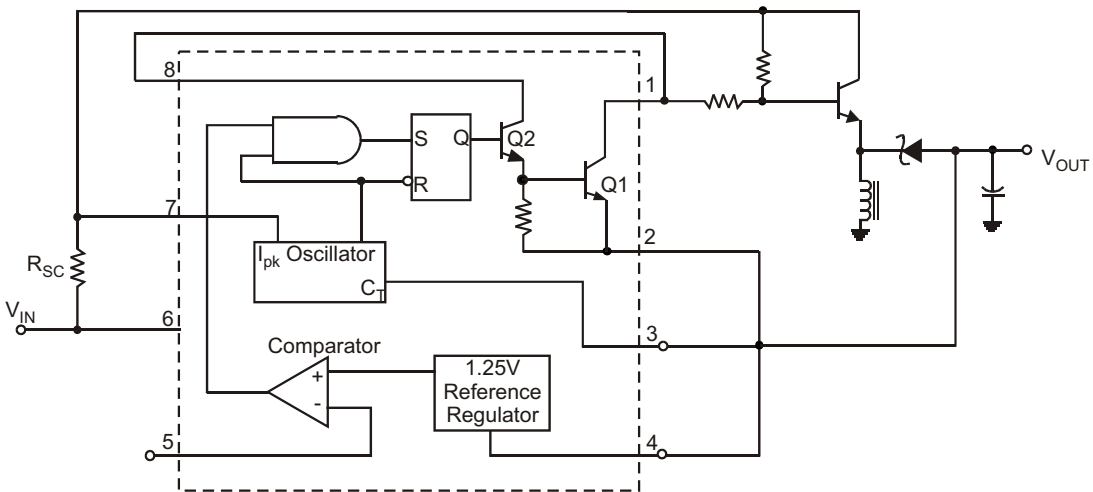 8
1
S
Q
Q2
R
Q1
7
2
I_pk Oscillator
C_T
R_SC
V_IN
6
3
Comparator
+
-
1.25V
Reference
Regulator
5
4
V_OUT